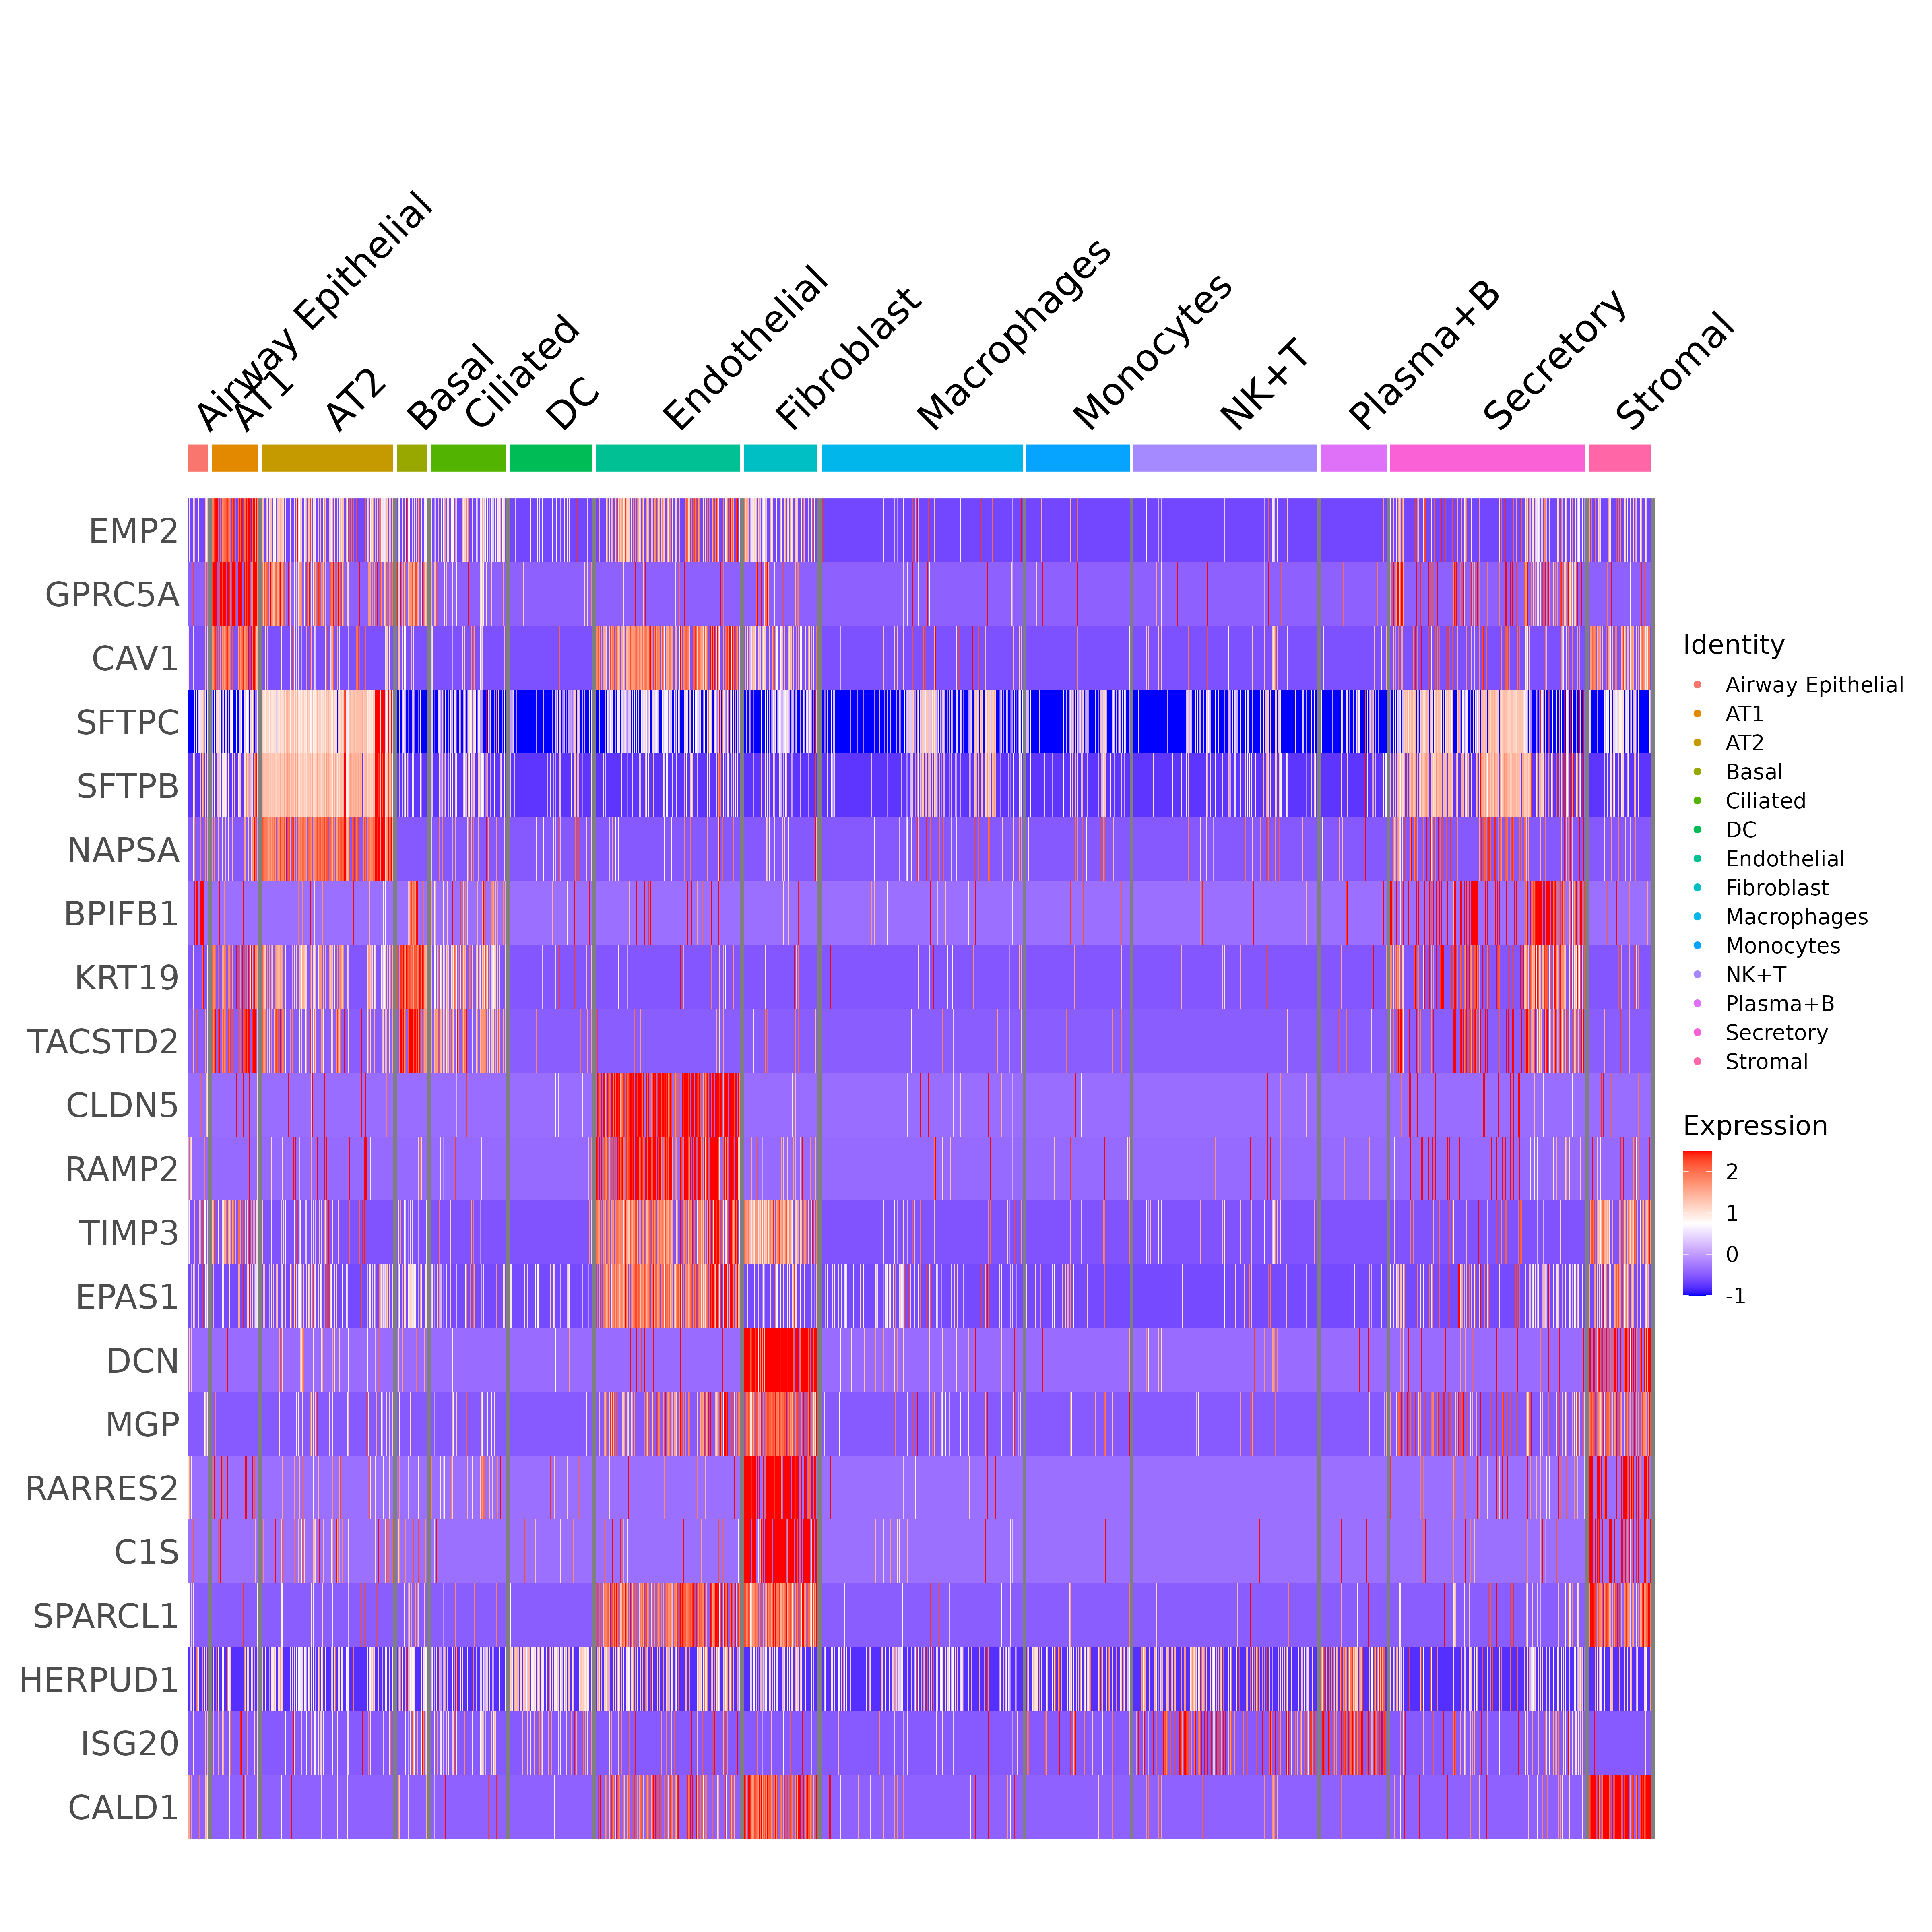 Airway Epithelial
AT1
AT2
Basal
Ciliated
DC
Endothelial
Fibroblast
Macrophages
Monocytes
NK+T
Plasma+B
Secretory
Stromal
EMP2
GPRC5A
CAV1
SFTPC
SFTPB
NAPSA
BPIFB1
KRT19
TACSTD2
CLDN5
RAMP2
TIMP3
EPAS1
DCN
MGP
RARRES2
C1S
SPARCL1
HERPUD1
ISG20
CALD1
Identity
Airway Epithelial
AT1
AT2
Basal
Ciliated
DC
Endothelial
Fibroblast
Macrophages
Monocytes
NK+T
Plasma+B
Secretory
Stromal
Expression
2
1
0
-1